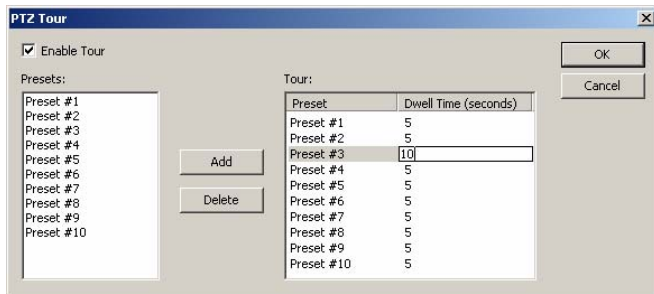 PTZ Tour
Enable Tour
OK
Cancel
Presets:
Preset #1
Preset #2
Preset #3
Preset #4
Preset #5
Preset #6
Preset #7
Preset #8
Preset #9
Preset #10
Add
Delete
Tour:
Preset Dwell Time (seconds)
Preset #1 5
Preset #2 5
Preset #3 10
Preset #4 5
Preset #5 5
Preset #6 5
Preset #7 5
Preset #8 5
Preset #9 5
Preset #10 5